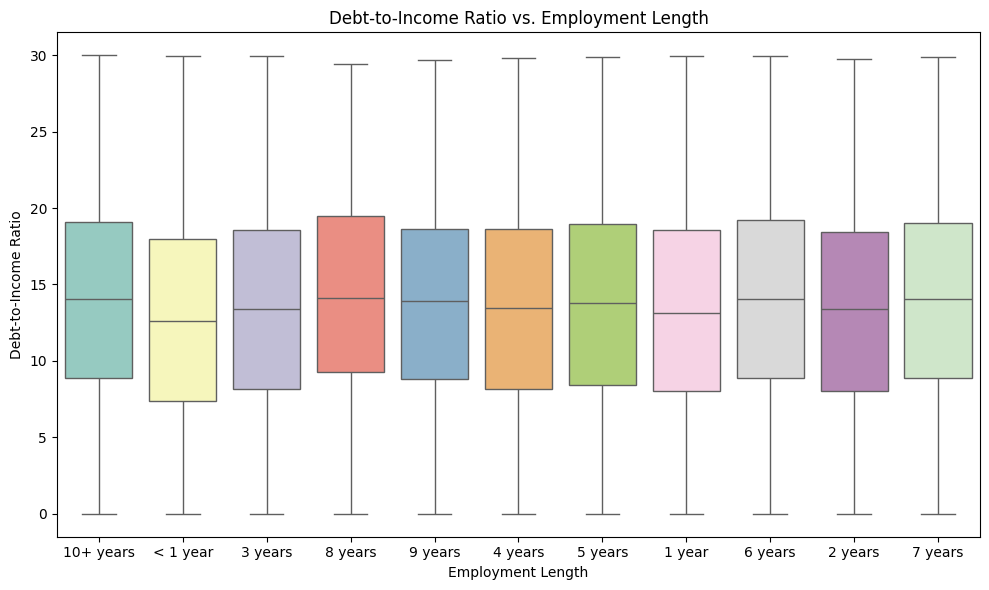 Debt-to-Income Ratio vs. Employment Length
Debt-to-Income Ratio
30
25
20
15
10
5
0
10+ years
< 1 year
3 years
8 years
9 years
4 years
5 years
1 year
6 years
2 years
7 years
Employment Length